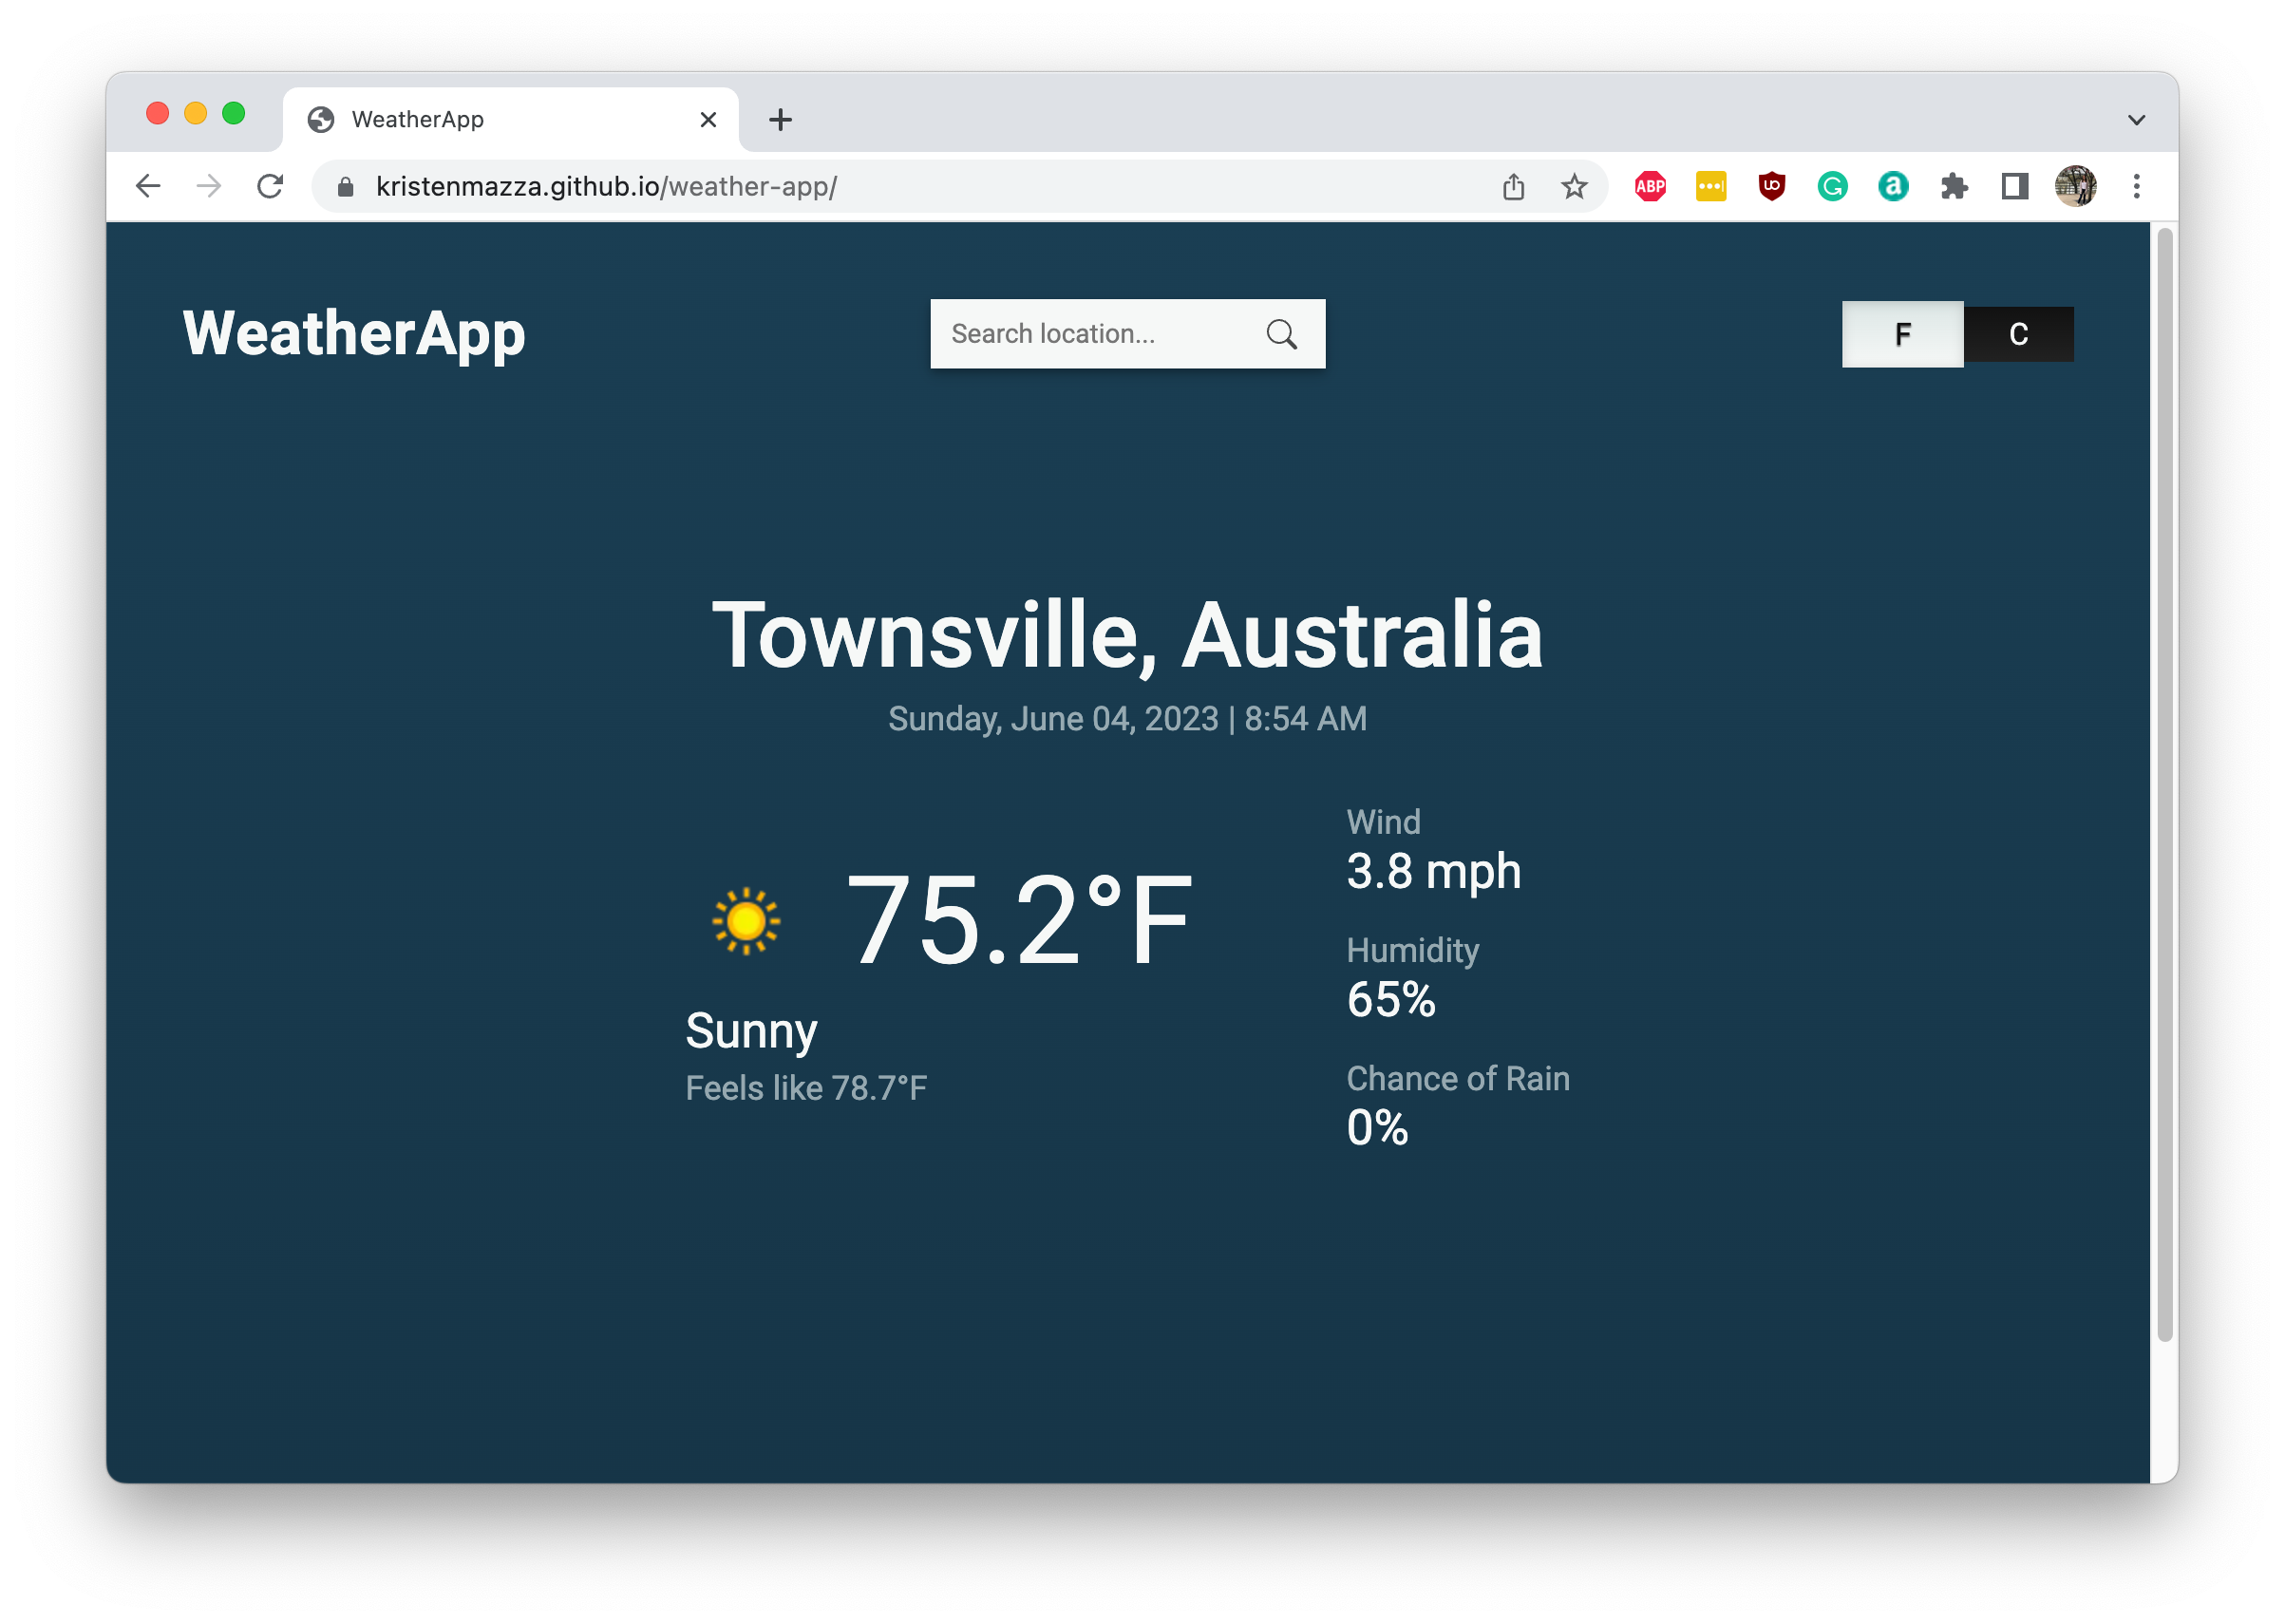 WeatherApp
kristenmazza.github.io/weather-app/
ABP
UO
G
a
WeatherApp
Search location...
F
C
Townsville, Australia
Sunday, June 04, 2023 | 8:54 AM
75.2°F
Sunny
Feels like 78.7°F
Wind
3.8 mph
Humidity
65%
Chance of Rain
0%